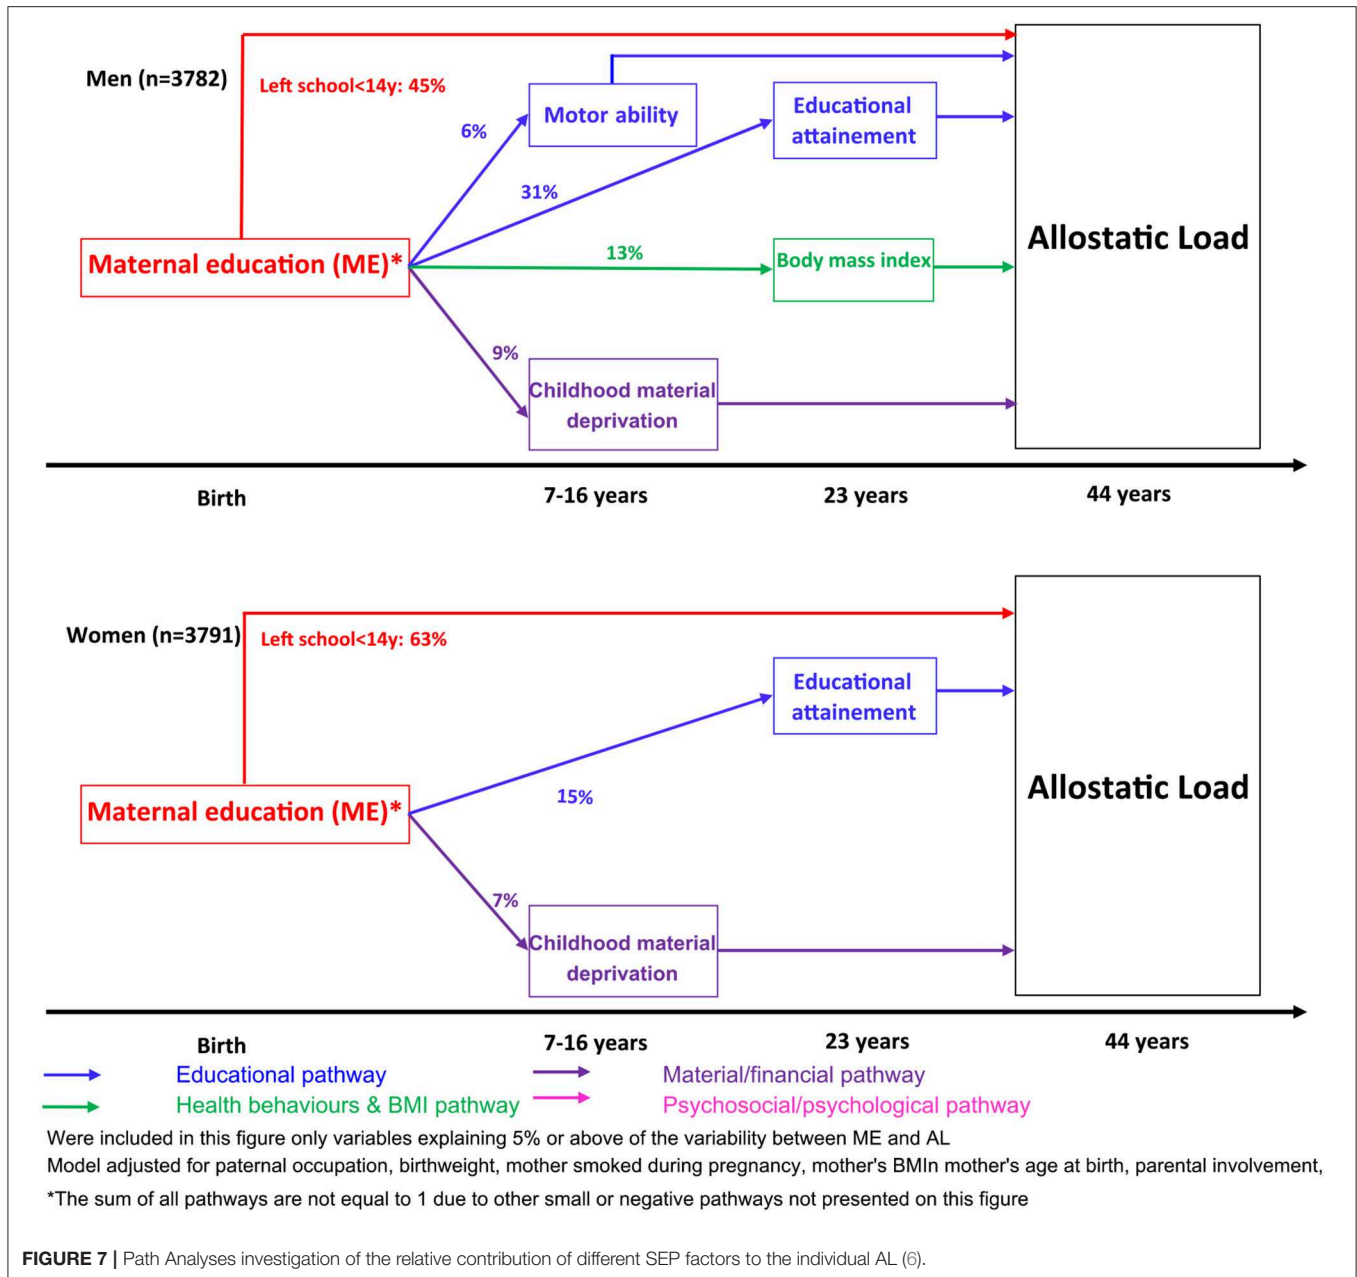 Men (n=3782)
Left school<14y: 45%
6%
Motor ability
Educational
attainement
31%
Maternal education (ME)*
13%
Body mass index
Allostatic Load
9%
Childhood material
deprivation
Birth
7-16 years
23 years
44 years
Women (n=3791)
Left school<14y: 63%
Educational
attainement
Maternal education (ME)*
15%
Allostatic Load
7%
Childhood material
deprivation
Birth
7-16 years
23 years
44 years
Educational pathway
Material/financial pathway
Health behaviours & BMI pathway
Psychosocial/psychological pathway
Were included in this figure only variables explaining 5% or above of the variability between ME and AL
Model adjusted for paternal occupation, birthweight, mother smoked during pregnancy, mother's BMIn mother's age at birth, parental involvement,
*The sum of all pathways are not equal to 1 due to other small or negative pathways not presented on this figure
FIGURE 7 | Path Analyses investigation of the relative contribution of different SEP factors to the individual AL (6).